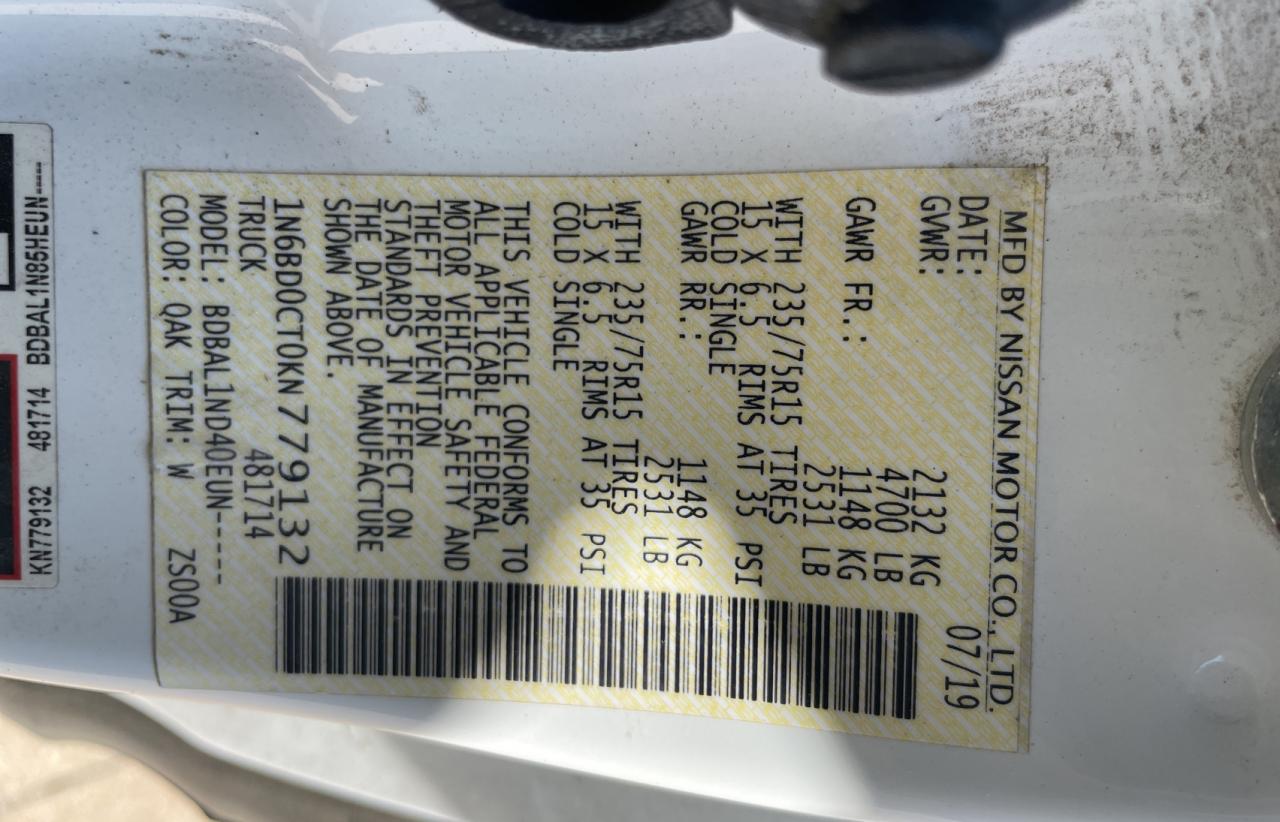 MFD BY NISSAN MOTOR CO., LTD.
DATE: 07/19
GVWR: 2132 KG
4700 LB
GAWR FR.: 1148 KG
2531 LB
WITH 235/75R15 TIRES
15 X 6.5 RIMS AT 35 PSI
COLD SINGLE
GAWR RR.: 1148 KG
2531 LB
WITH 235/75R15 TIRES
15 X 6.5 RIMS AT 35 PSI
COLD SINGLE
THIS VEHICLE CONFORMS TO
ALL APPLICABLE FEDERAL
MOTOR VEHICLE SAFETY AND
THEFT PREVENTION
STANDARDS IN EFFECT ON
THE DATE OF MANUFACTURE
SHOWN ABOVE.
1N6BD0CT0KN779132
TRUCK 481714
MODEL: BDBAL1ND40EUN-----
COLOR: QAK TRIM: W ZS00A
KN779132 481714 BDBAL1N85HEUN-----